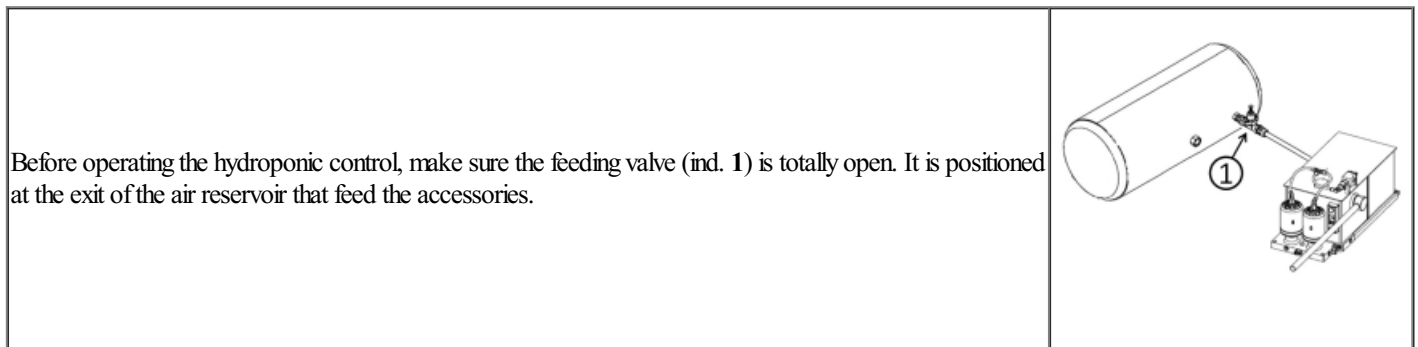 Before operating the hydroponic control, make sure the feeding valve (ind. 1) is totally open. It is positioned
at the exit of the air reservoir that feed the accessories.
1